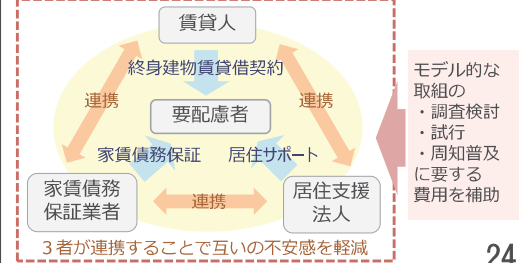 賃貸人
終身建物賃貸借契約
連携
連携
要配慮者
家賃債務保証
居住サポート
家賃債務
保証業者
連携
居住支援
法人
3者が連携することで互いの不安感を軽減
モデル的な
取組の
・調査検討
・試行
・周知普及
に要する
費用を補助
24